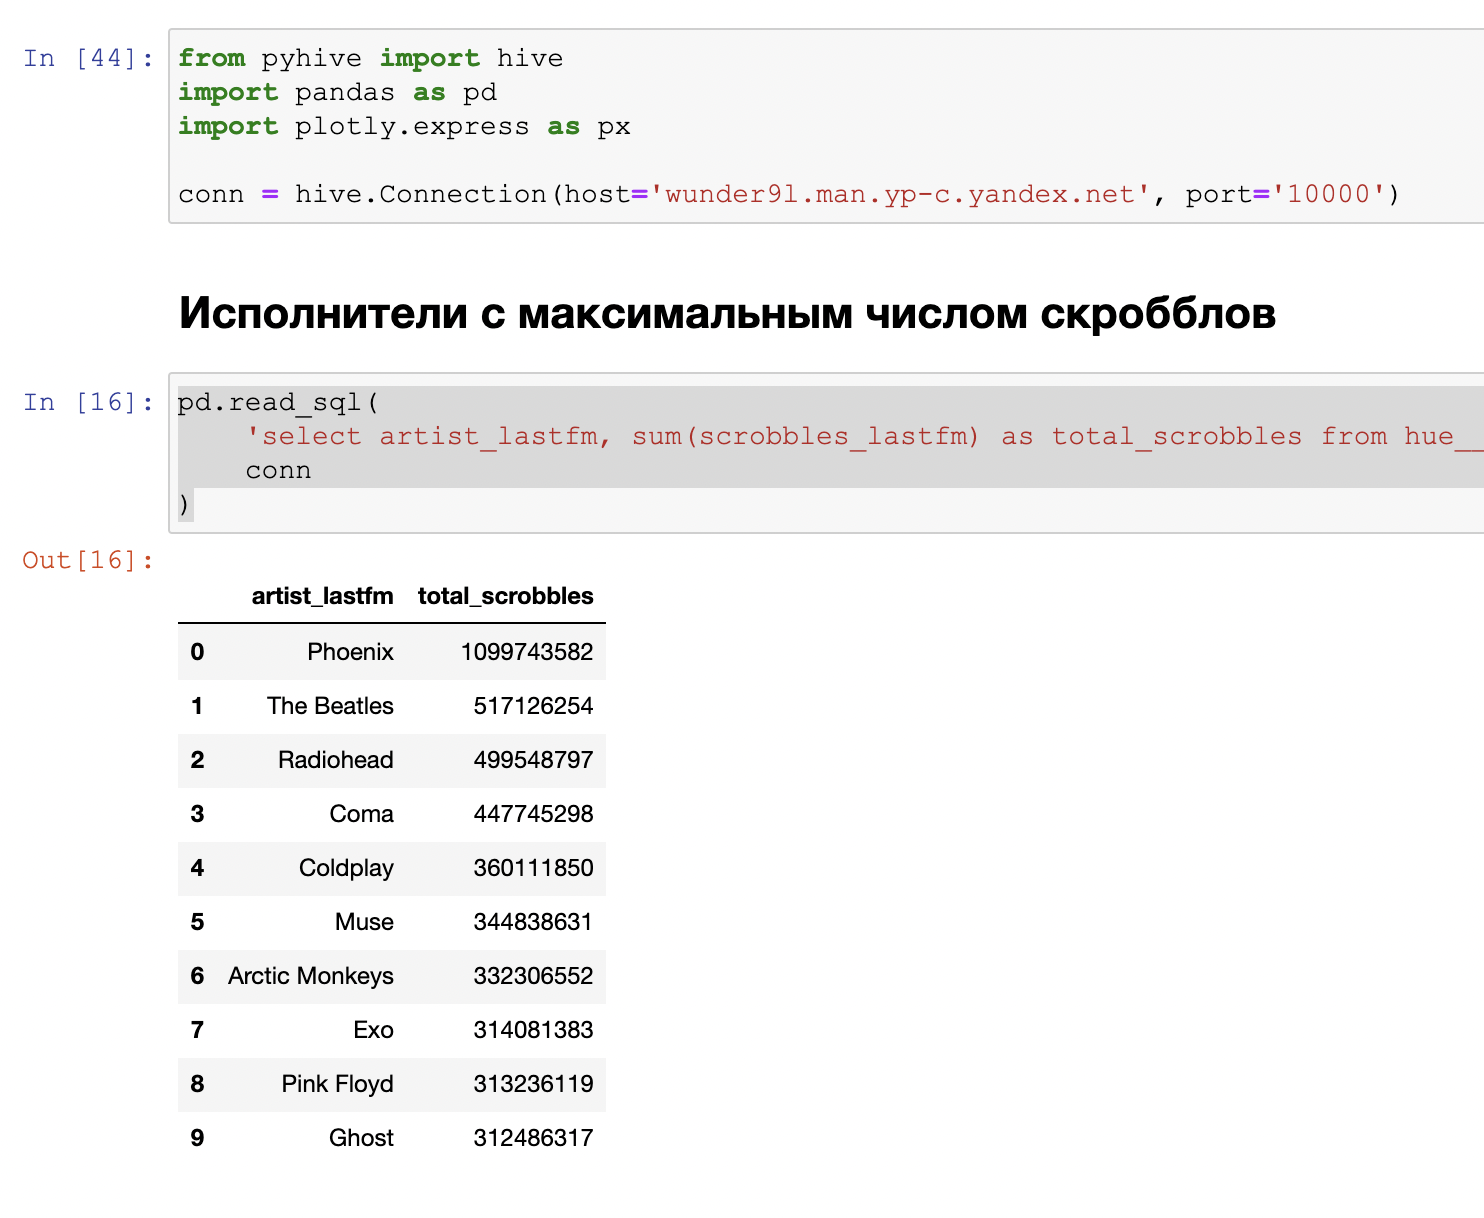 In [44]: from pyhive import hive
import pandas as pd
import plotly.express as px
conn = hive.Connection(host='wunder9l.man.yp-c.yandex.net', port='10000')
Исполнители с максимальным числом скробблов
In [16]: pd.read_sql(
'select artist_lastfm, sum(scrobbles_lastfm) as total_scrobbles from hue__
conn
)
Out[16]:
artist_lastfm total_scrobbles
0 Phoenix 1099743582
1 The Beatles 517126254
2 Radiohead 499548797
3 Coma 447745298
4 Coldplay 360111850
5 Muse 344838631
6 Arctic Monkeys 332306552
7 Exo 314081383
8 Pink Floyd 313236119
9 Ghost 312486317